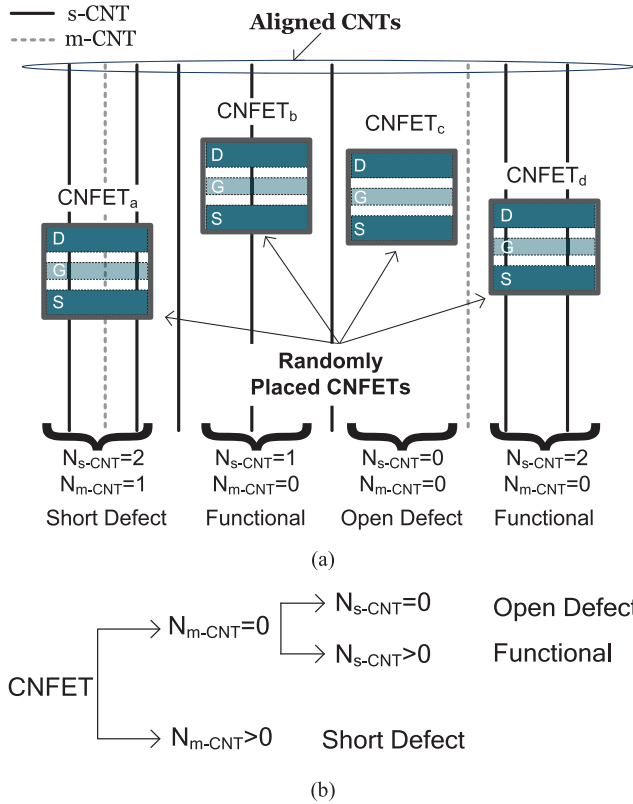 s-CNT
m-CNT
Aligned CNTs
CNFETb
CNFETc
CNFETa
CNFETd
D
G
S
D
G
S
D
G
S
D
G
S
Randomly
Placed CNFETs
Ns-CNT=2 Ns-CNT=1 Ns-CNT=0 Ns-CNT=2
Nm-CNT=1 Nm-CNT=0 Nm-CNT=0 Nm-CNT=0
Short Defect Functional Open Defect Functional
(a)
Ns-CNT=0 Open Defect
Nm-CNT=0
Ns-CNT>0 Functional
CNFET
Nm-CNT>0 Short Defect
(b)